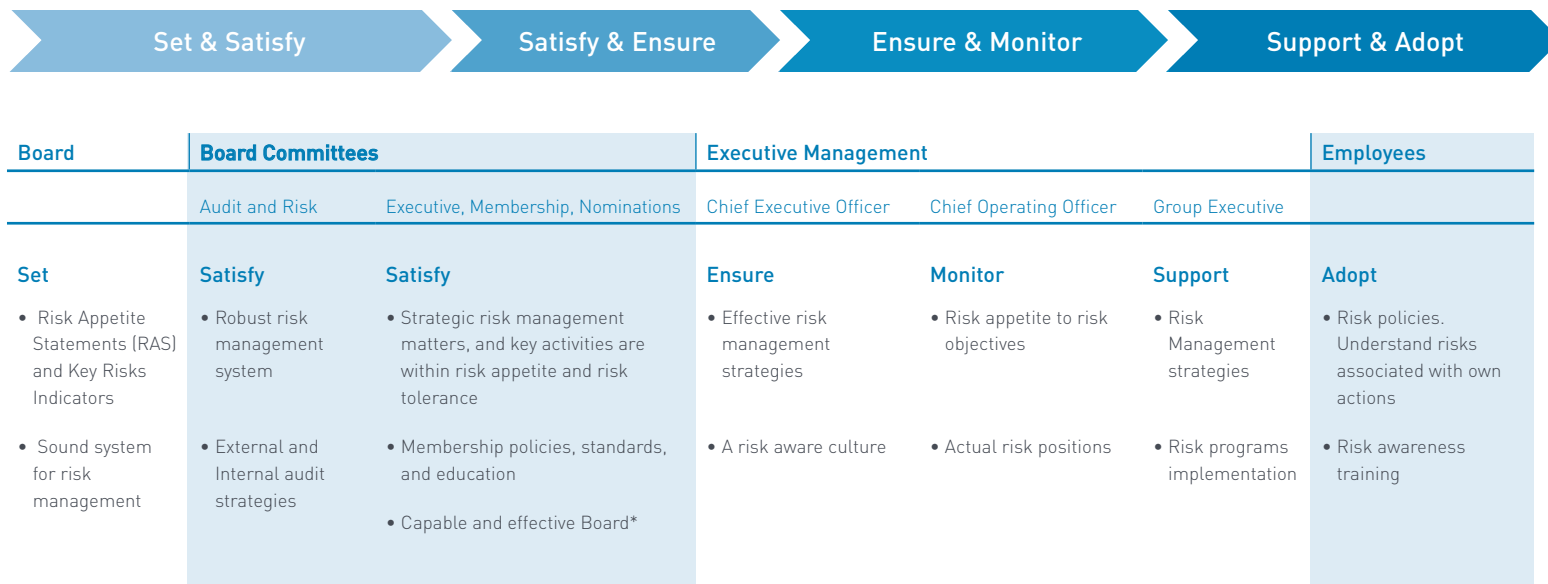 Set & Satisfy
Satisfy & Ensure
Ensure & Monitor
Support & Adopt
Board
Board Committees
Executive Management
Employees
Audit and Risk
Executive, Membership, Nominations
Chief Executive Officer
Chief Operating Officer
Group Executive
Set
• Risk Appetite
Statements (RAS)
and Key Risks
Indicators
• Sound system
for risk
management
Satisfy
• Robust risk
management
system
• External and
Internal audit
strategies
Satisfy
• Strategic risk management
matters, and key activities are
within risk appetite and risk
tolerance
• Membership policies, standards,
and education
• Capable and effective Board*
Ensure
• Effective risk
management
strategies
• A risk aware culture
Monitor
• Risk appetite to risk
objectives
• Actual risk positions
Support
• Risk
Management
strategies
• Risk programs
implementation
Adopt
• Risk policies.
Understand risks
associated with own
actions
• Risk awareness
training